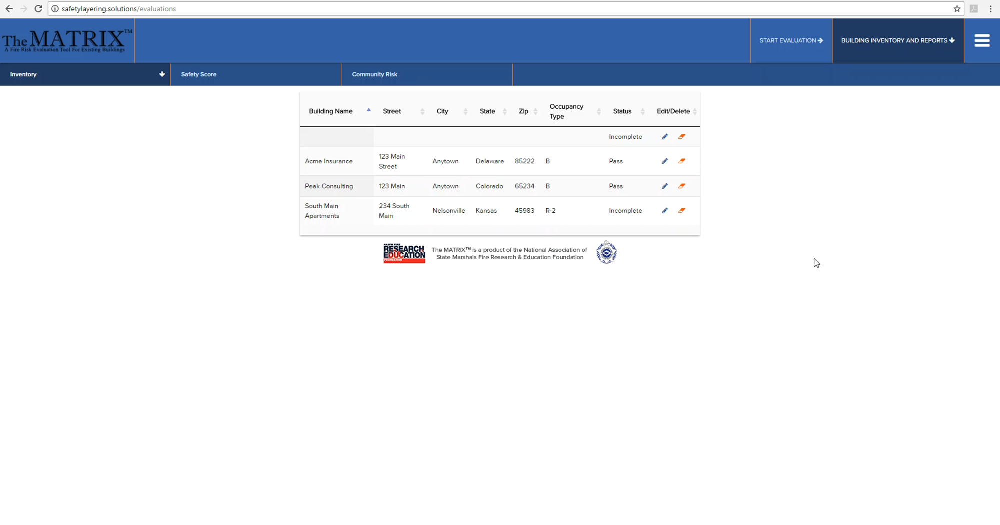 safetylayering.solutions/evaluations
The MATRIX™
A Fire Risk Evaluation Tool For Existing Buildings
START EVALUATION
BUILDING INVENTORY AND REPORTS
Inventory
Safety Score
Community Risk
Building Name Street City State Zip Occupancy Type Status Edit/Delete
Incomplete
Acme Insurance 123 Main Street Anytown Delaware 85222 B Pass
Peak Consulting 123 Main Anytown Colorado 65234 B Pass
South Main Apartments 234 South Main Nelsonville Kansas 45983 R-2 Incomplete
NASFM FIRE
RESEARCH
EDUCATION
FOUNDATION
The MATRIX™ is a product of the National Association of
State Marshals Fire Research & Education Foundation